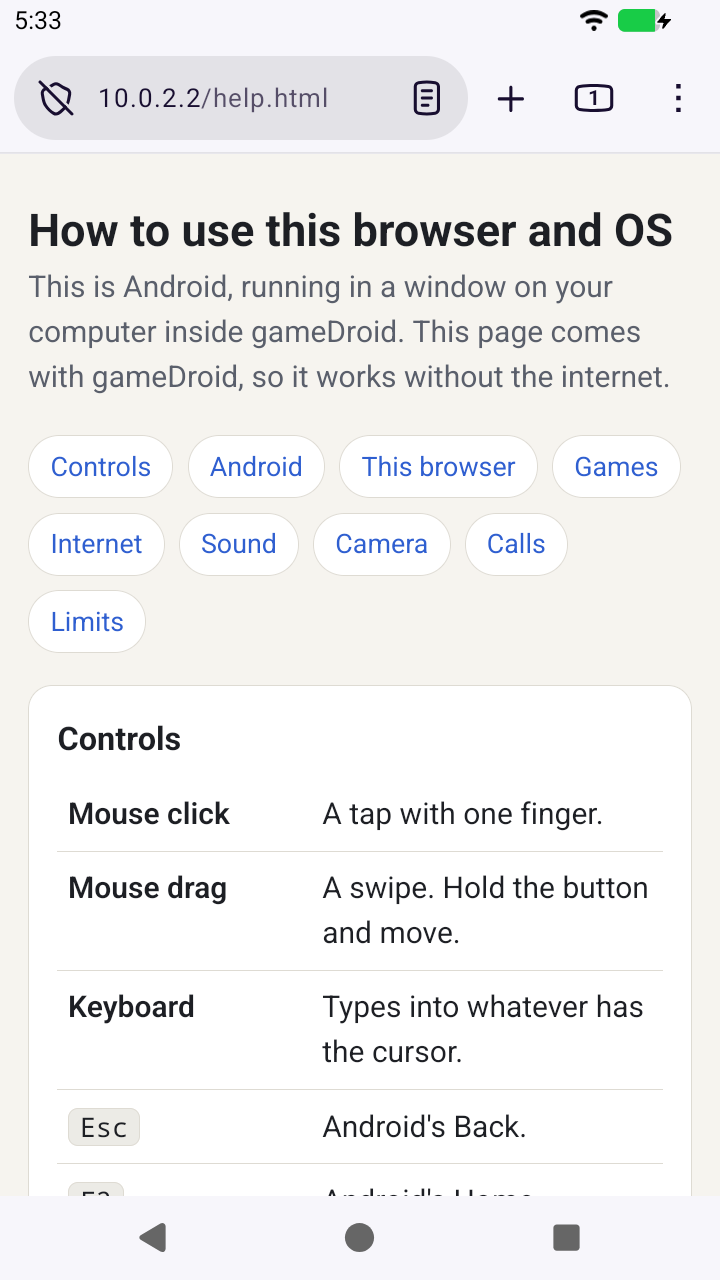 5:33
10.0.2.2/help.html
1
How to use this browser and OS
This is Android, running in a window on your
computer inside gameDroid. This page comes
with gameDroid, so it works without the internet.
Controls
Android
This browser
Games
Internet
Sound
Camera
Calls
Limits
Controls
Mouse click
A tap with one finger.
Mouse drag
A swipe. Hold the button
and move.
Keyboard
Types into whatever has
the cursor.
Esc
Android's Back.
Android's Home.